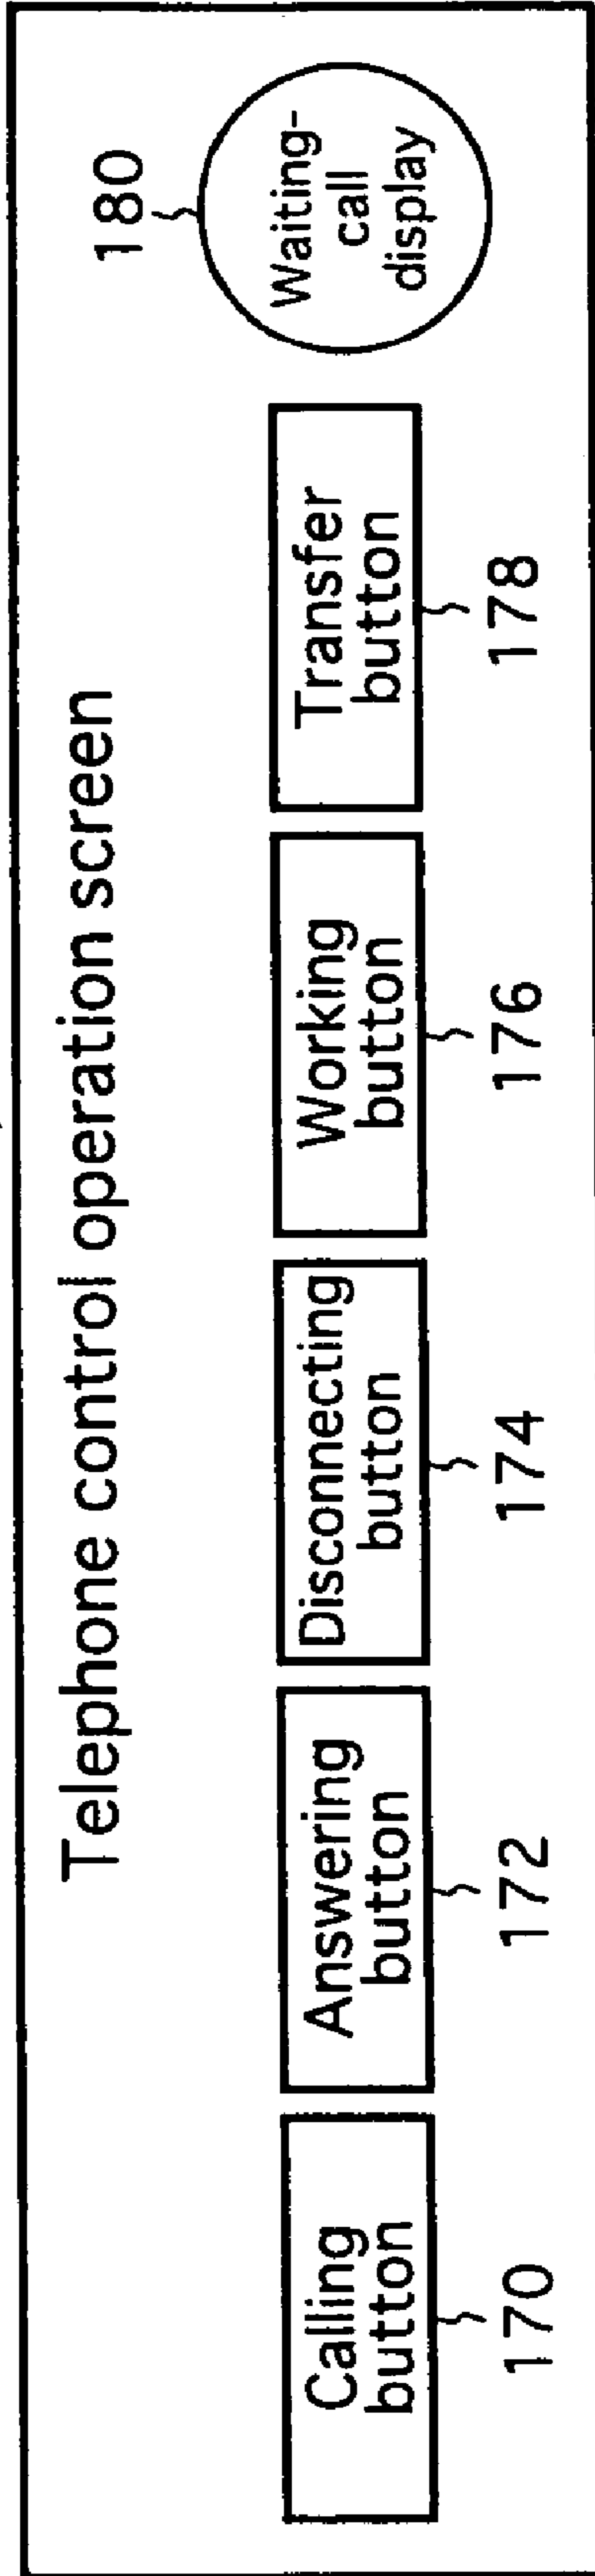 Telephone control operation screen
180
Calling
button
Answering
button
Disconnecting
button
Working
button
Transfer
button
Waiting-
call
display
170
172
174
176
178